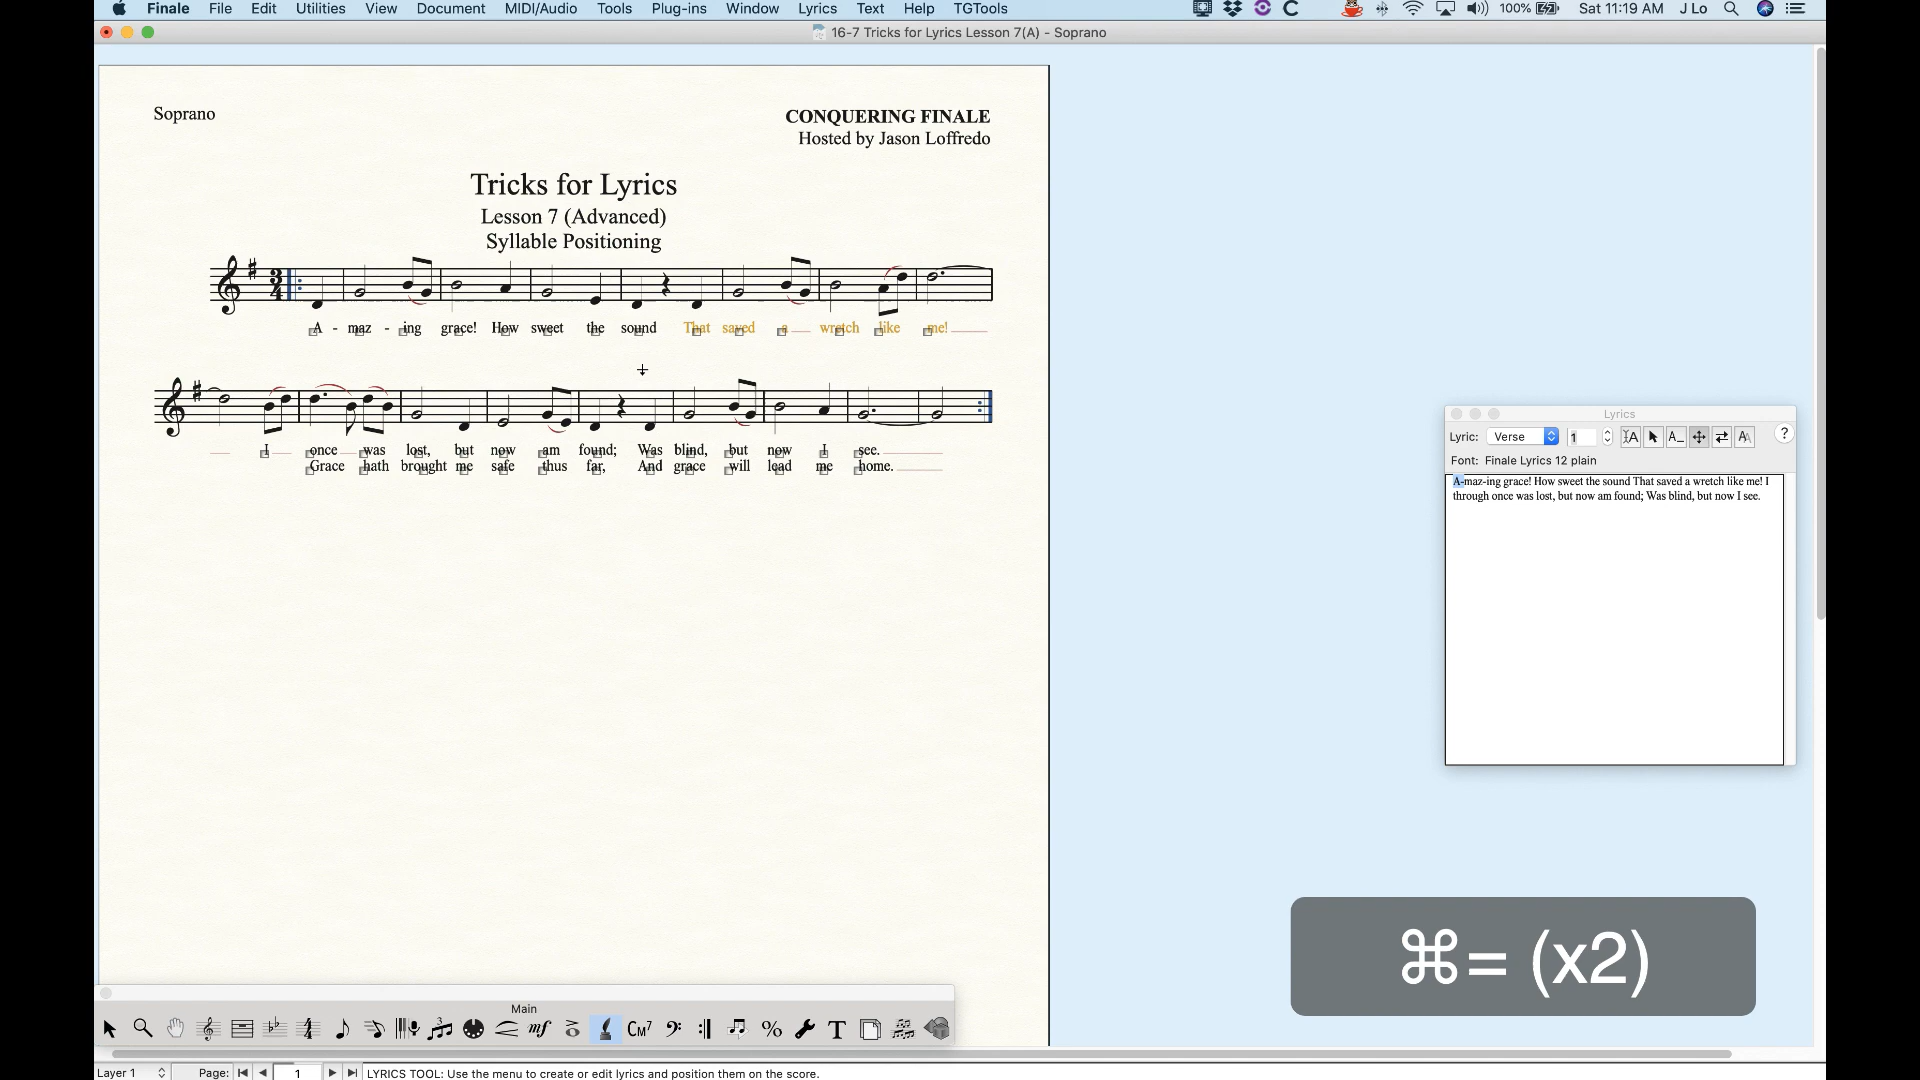 Finale File Edit Utilities View Document MIDI/Audio Tools Plug-ins Window Lyrics Text Help TGTools 100% Sat 11:19 AM J Lo
16-7 Tricks for Lyrics Lesson 7(A) - Soprano
Soprano
CONQUERING FINALE
Hosted by Jason Loffredo
Tricks for Lyrics
Lesson 7 (Advanced)
Syllable Positioning
3
4
A - maz - ing grace! How sweet the sound That saved a wretch like me!
I once was lost, but now am found; Was blind, but now I see.
Grace hath brought me safe thus far, And grace will lead me home.
Lyrics
Lyric: Verse 1 A A_ A ?
Font: Finale Lyrics 12 plain
A-maz-ing grace! How sweet the sound That saved a wretch like me! I
through once was lost, but now am found; Was blind, but now I see.
⌘= (x2)
Main
mf CM7 % T
Layer 1 Page: 1 LYRICS TOOL: Use the menu to create or edit lyrics and position them on the score.